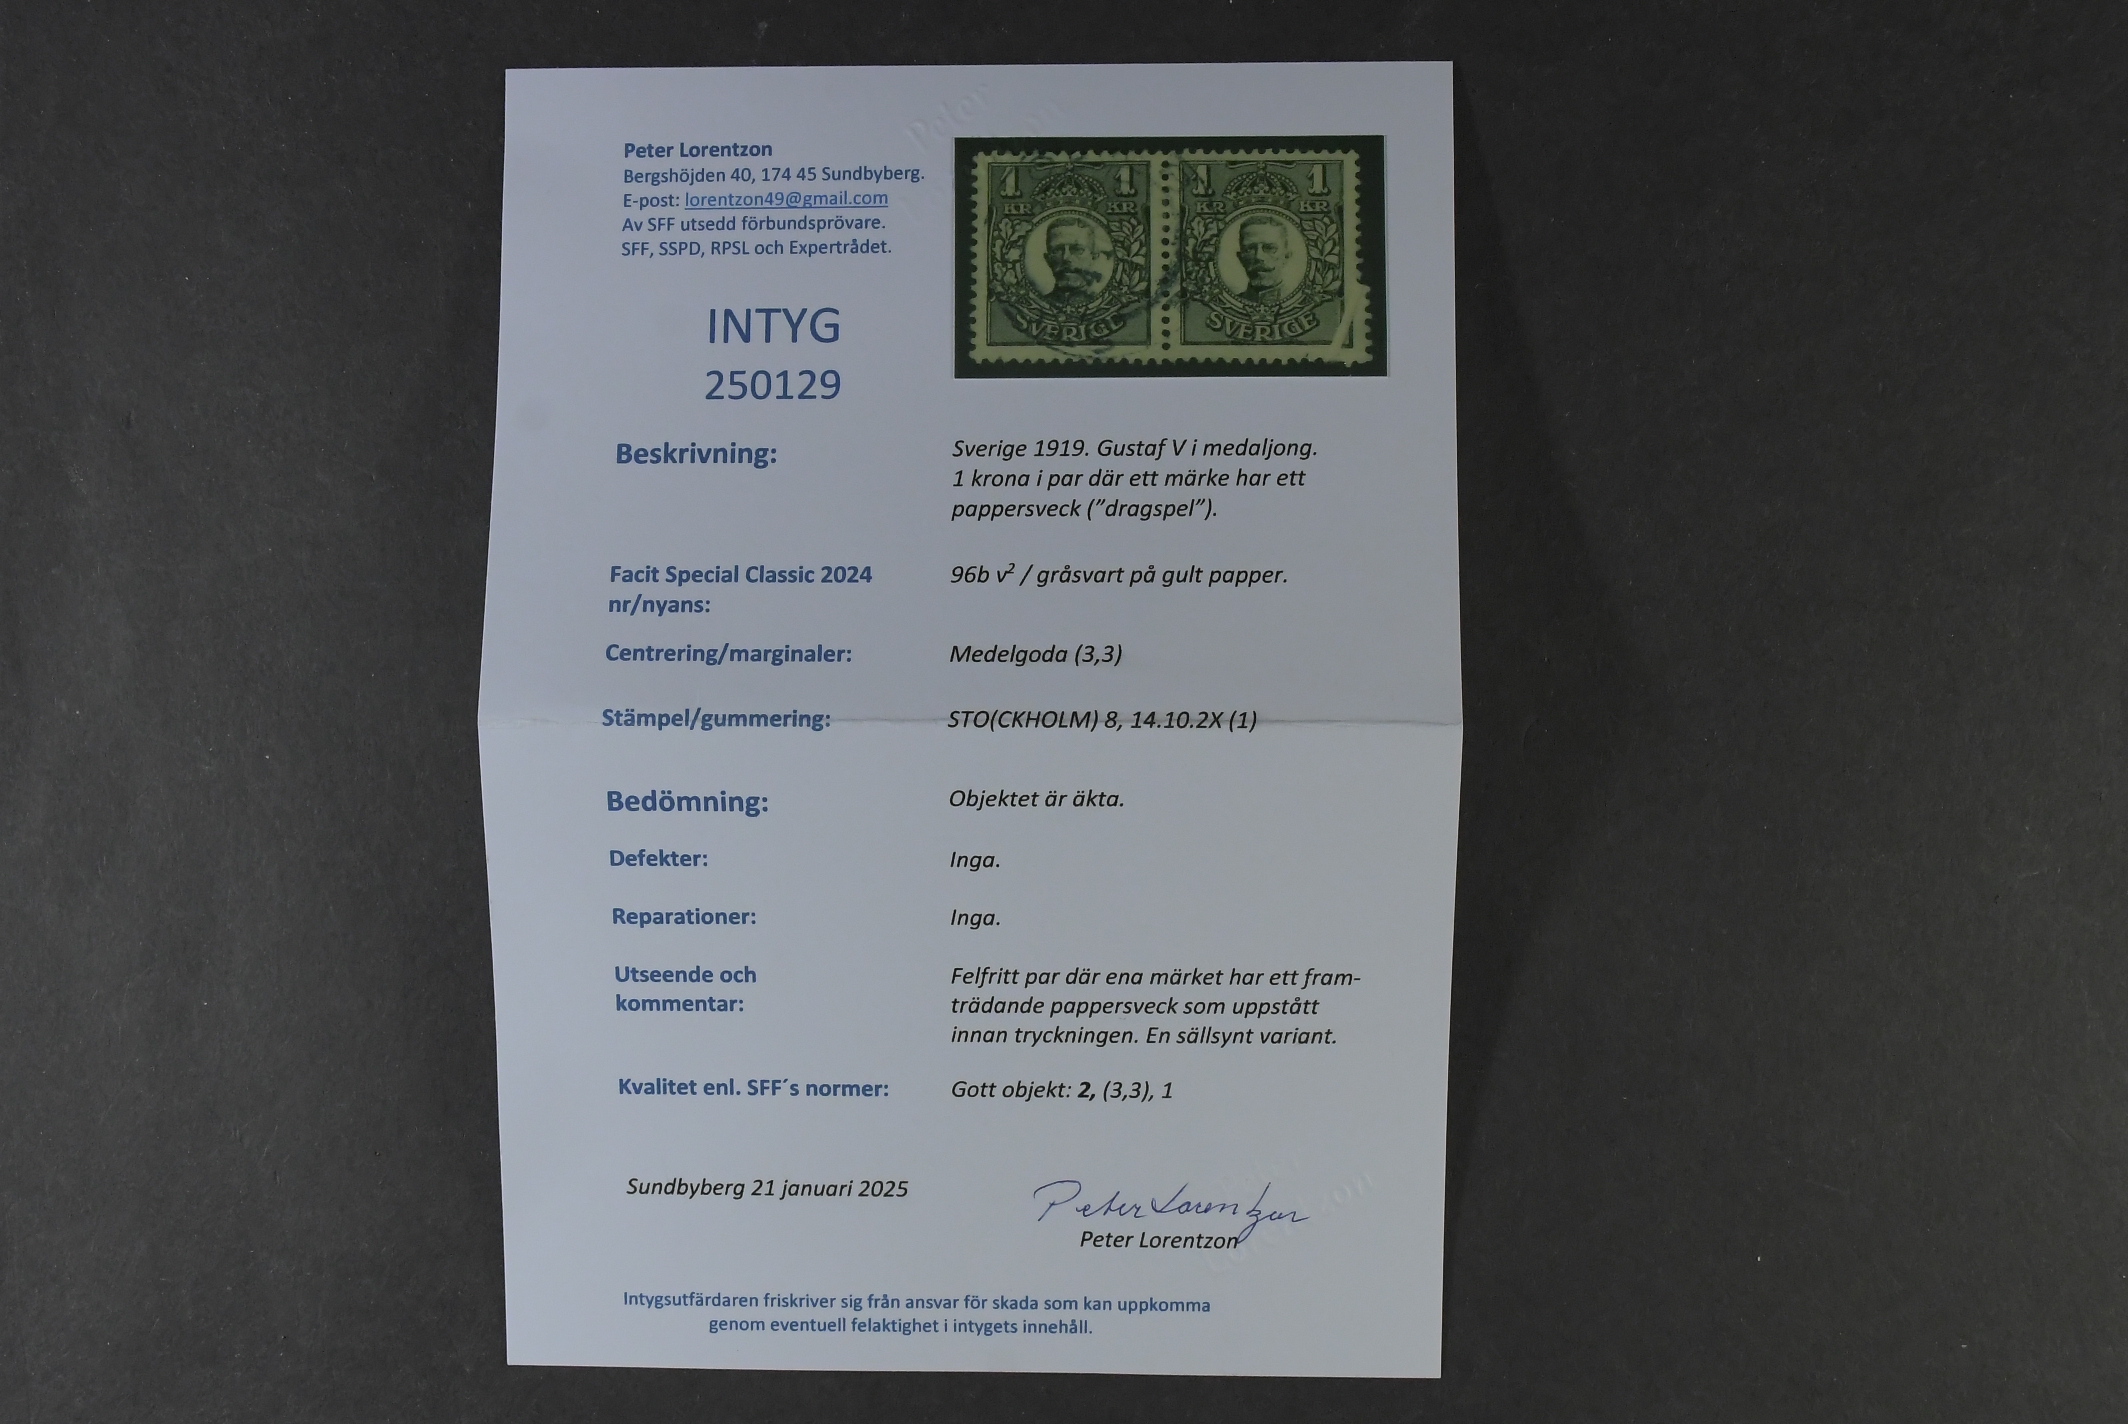 Peter Lorentzon
Bergshöjden 40, 174 45 Sundbyberg.
E-post: lorentzon49@gmail.com
Av SFF utsedd förbundsprövare.
SFF, SSPD, RPSL och Expertrådet.
1 1
KR KR
SVERIGE
1 1
KR KR
SVERIGE
INTYG
250129
Beskrivning:
Sverige 1919. Gustaf V i medaljong.
1 krona i par där ett märke har ett
pappersveck (”dragspel”).
Facit Special Classic 2024
nr/nyans:
96b v² / gråsvart på gult papper.
Centrering/marginaler:
Medelgoda (3,3)
Stämpel/gummering:
STO(CKHOLM) 8, 14.10.2X (1)
Bedömning:
Objektet är äkta.
Defekter:
Inga.
Reparationer:
Inga.
Utseende och
kommentar:
Felfritt par där ena märket har ett fram-
trädande pappersveck som uppstått
innan tryckningen. En sällsynt variant.
Kvalitet enl. SFF´s normer:
Gott objekt: 2, (3,3), 1
Sundbyberg 21 januari 2025
Peter Lorentzon
Peter Lorentzon
Intygsutfärdaren friskriver sig från ansvar för skada som kan uppkomma
genom eventuell felaktighet i intygets innehåll.